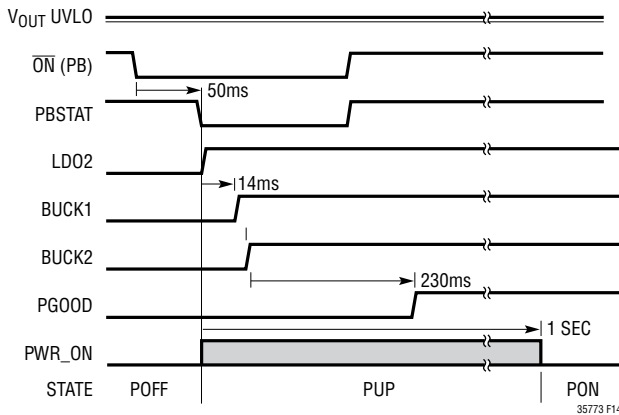 VOUT UVLO
ON (PB)
50ms
PBSTAT
LDO2
14ms
BUCK1
BUCK2
230ms
PGOOD
1 SEC
PWR_ON
STATE POFF PUP PON
35773 F14